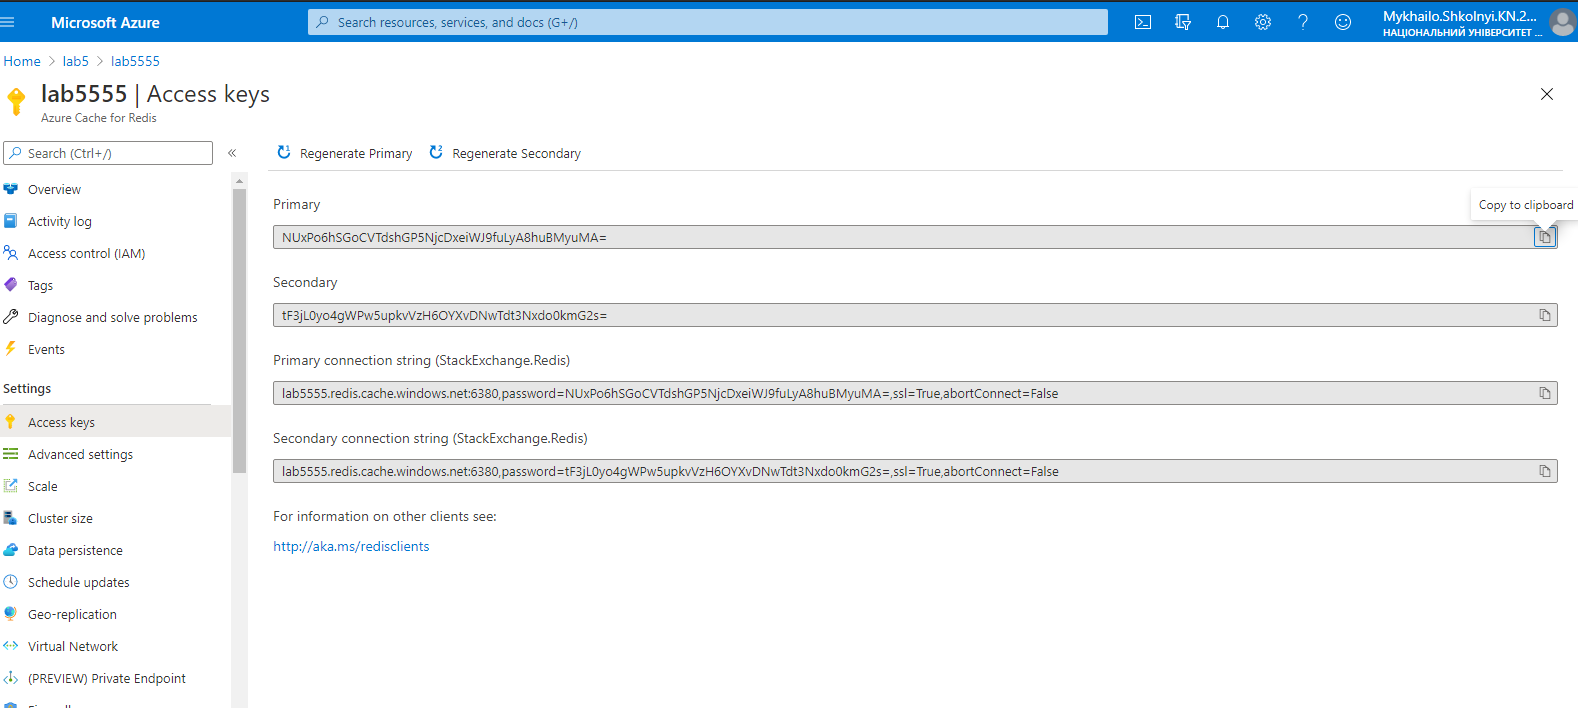 Microsoft Azure
Search resources, services, and docs (G+/)
Mykhailo.Shkolnyi.KN.2...
НАЦІОНАЛЬНИЙ УНІВЕРСИТЕТ ...
Home > lab5 > lab5555
lab5555 | Access keys
Azure Cache for Redis
Search (Ctrl+/)
«
Regenerate Primary
Regenerate Secondary
Overview
Activity log
Access control (IAM)
Tags
Diagnose and solve problems
Events
Settings
Access keys
Advanced settings
Scale
Cluster size
Data persistence
Schedule updates
Geo-replication
Virtual Network
(PREVIEW) Private Endpoint
Primary
Copy to clipboard
NUxPo6hSGoCVTdshGP5NjcDxeiWJ9fuLyA8huBMyuMA=
Secondary
tF3jL0yo4gWPw5upkvVzH6OYXvDNwTdt3Nxdo0kmG2s=
Primary connection string (StackExchange.Redis)
lab5555.redis.cache.windows.net:6380,password=NUxPo6hSGoCVTdshGP5NjcDxeiWJ9fuLyA8huBMyuMA=,ssl=True,abortConnect=False
Secondary connection string (StackExchange.Redis)
lab5555.redis.cache.windows.net:6380,password=tF3jL0yo4gWPw5upkvVzH6OYXvDNwTdt3Nxdo0kmG2s=,ssl=True,abortConnect=False
For information on other clients see:
http://aka.ms/redisclients